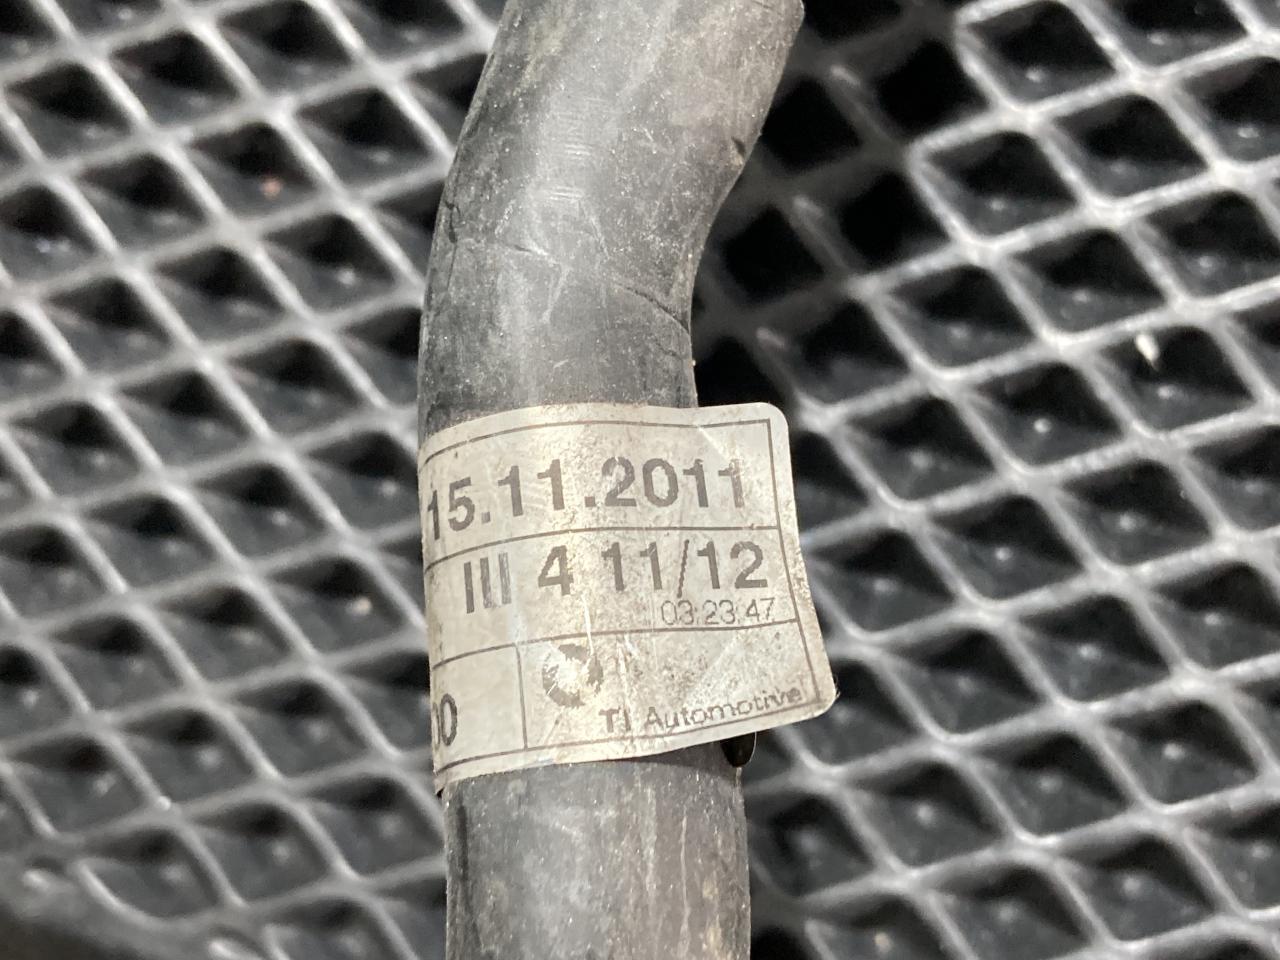 15.11.2011
III 4 11/12
03:23:47
00
TI Automotive